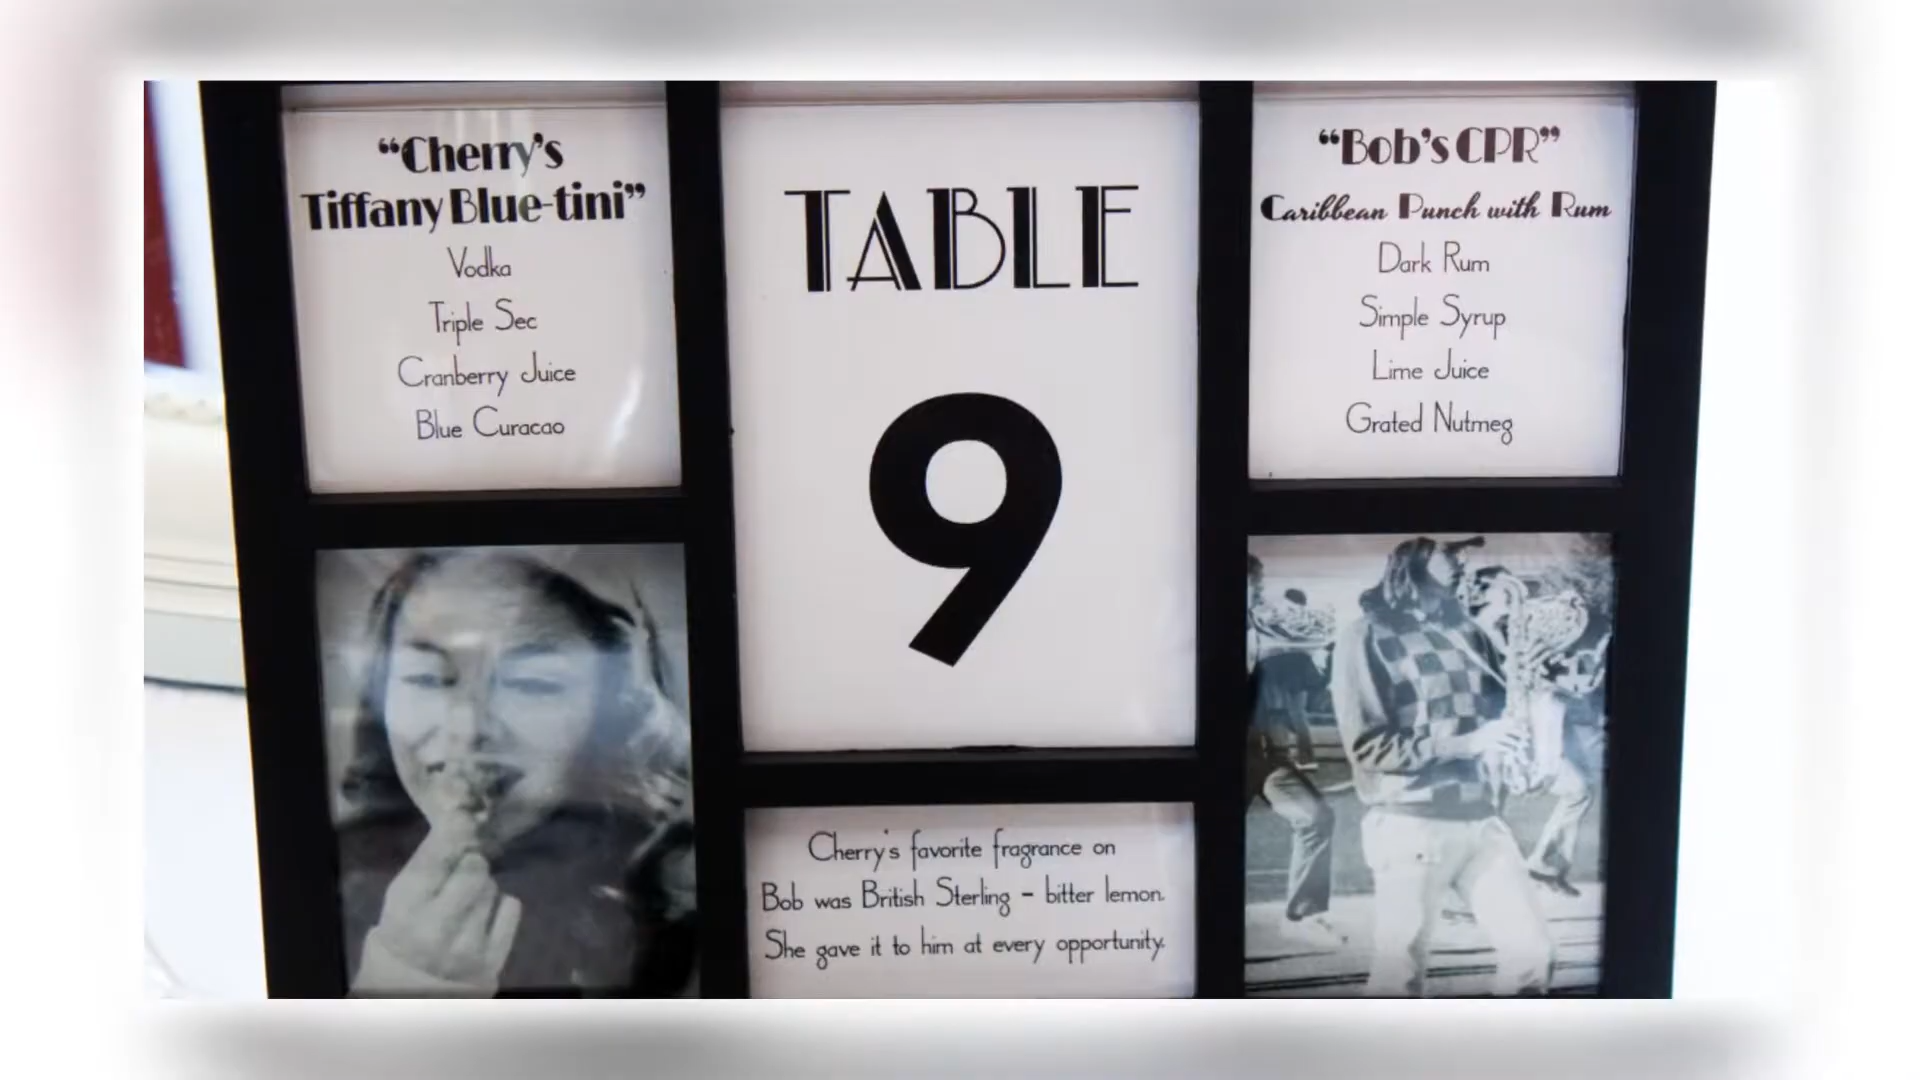 “Cherry’s
Tiffany Blue-tini”
Vodka
Triple Sec
Cranberry Juice
Blue Curacao
TABLE
9
“Bob’s CPR”
Caribbean Punch with Rum
Dark Rum
Simple Syrup
Lime Juice
Grated Nutmeg
Cherry's favorite fragrance on
Bob was British Sterling - bitter lemon.
She gave it to him at every opportunity.